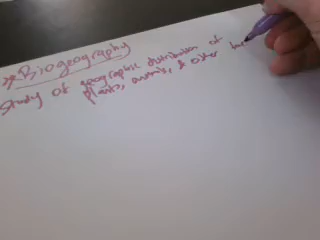 * Biogeography
Study of geographic distribution of
plants, animals, & other